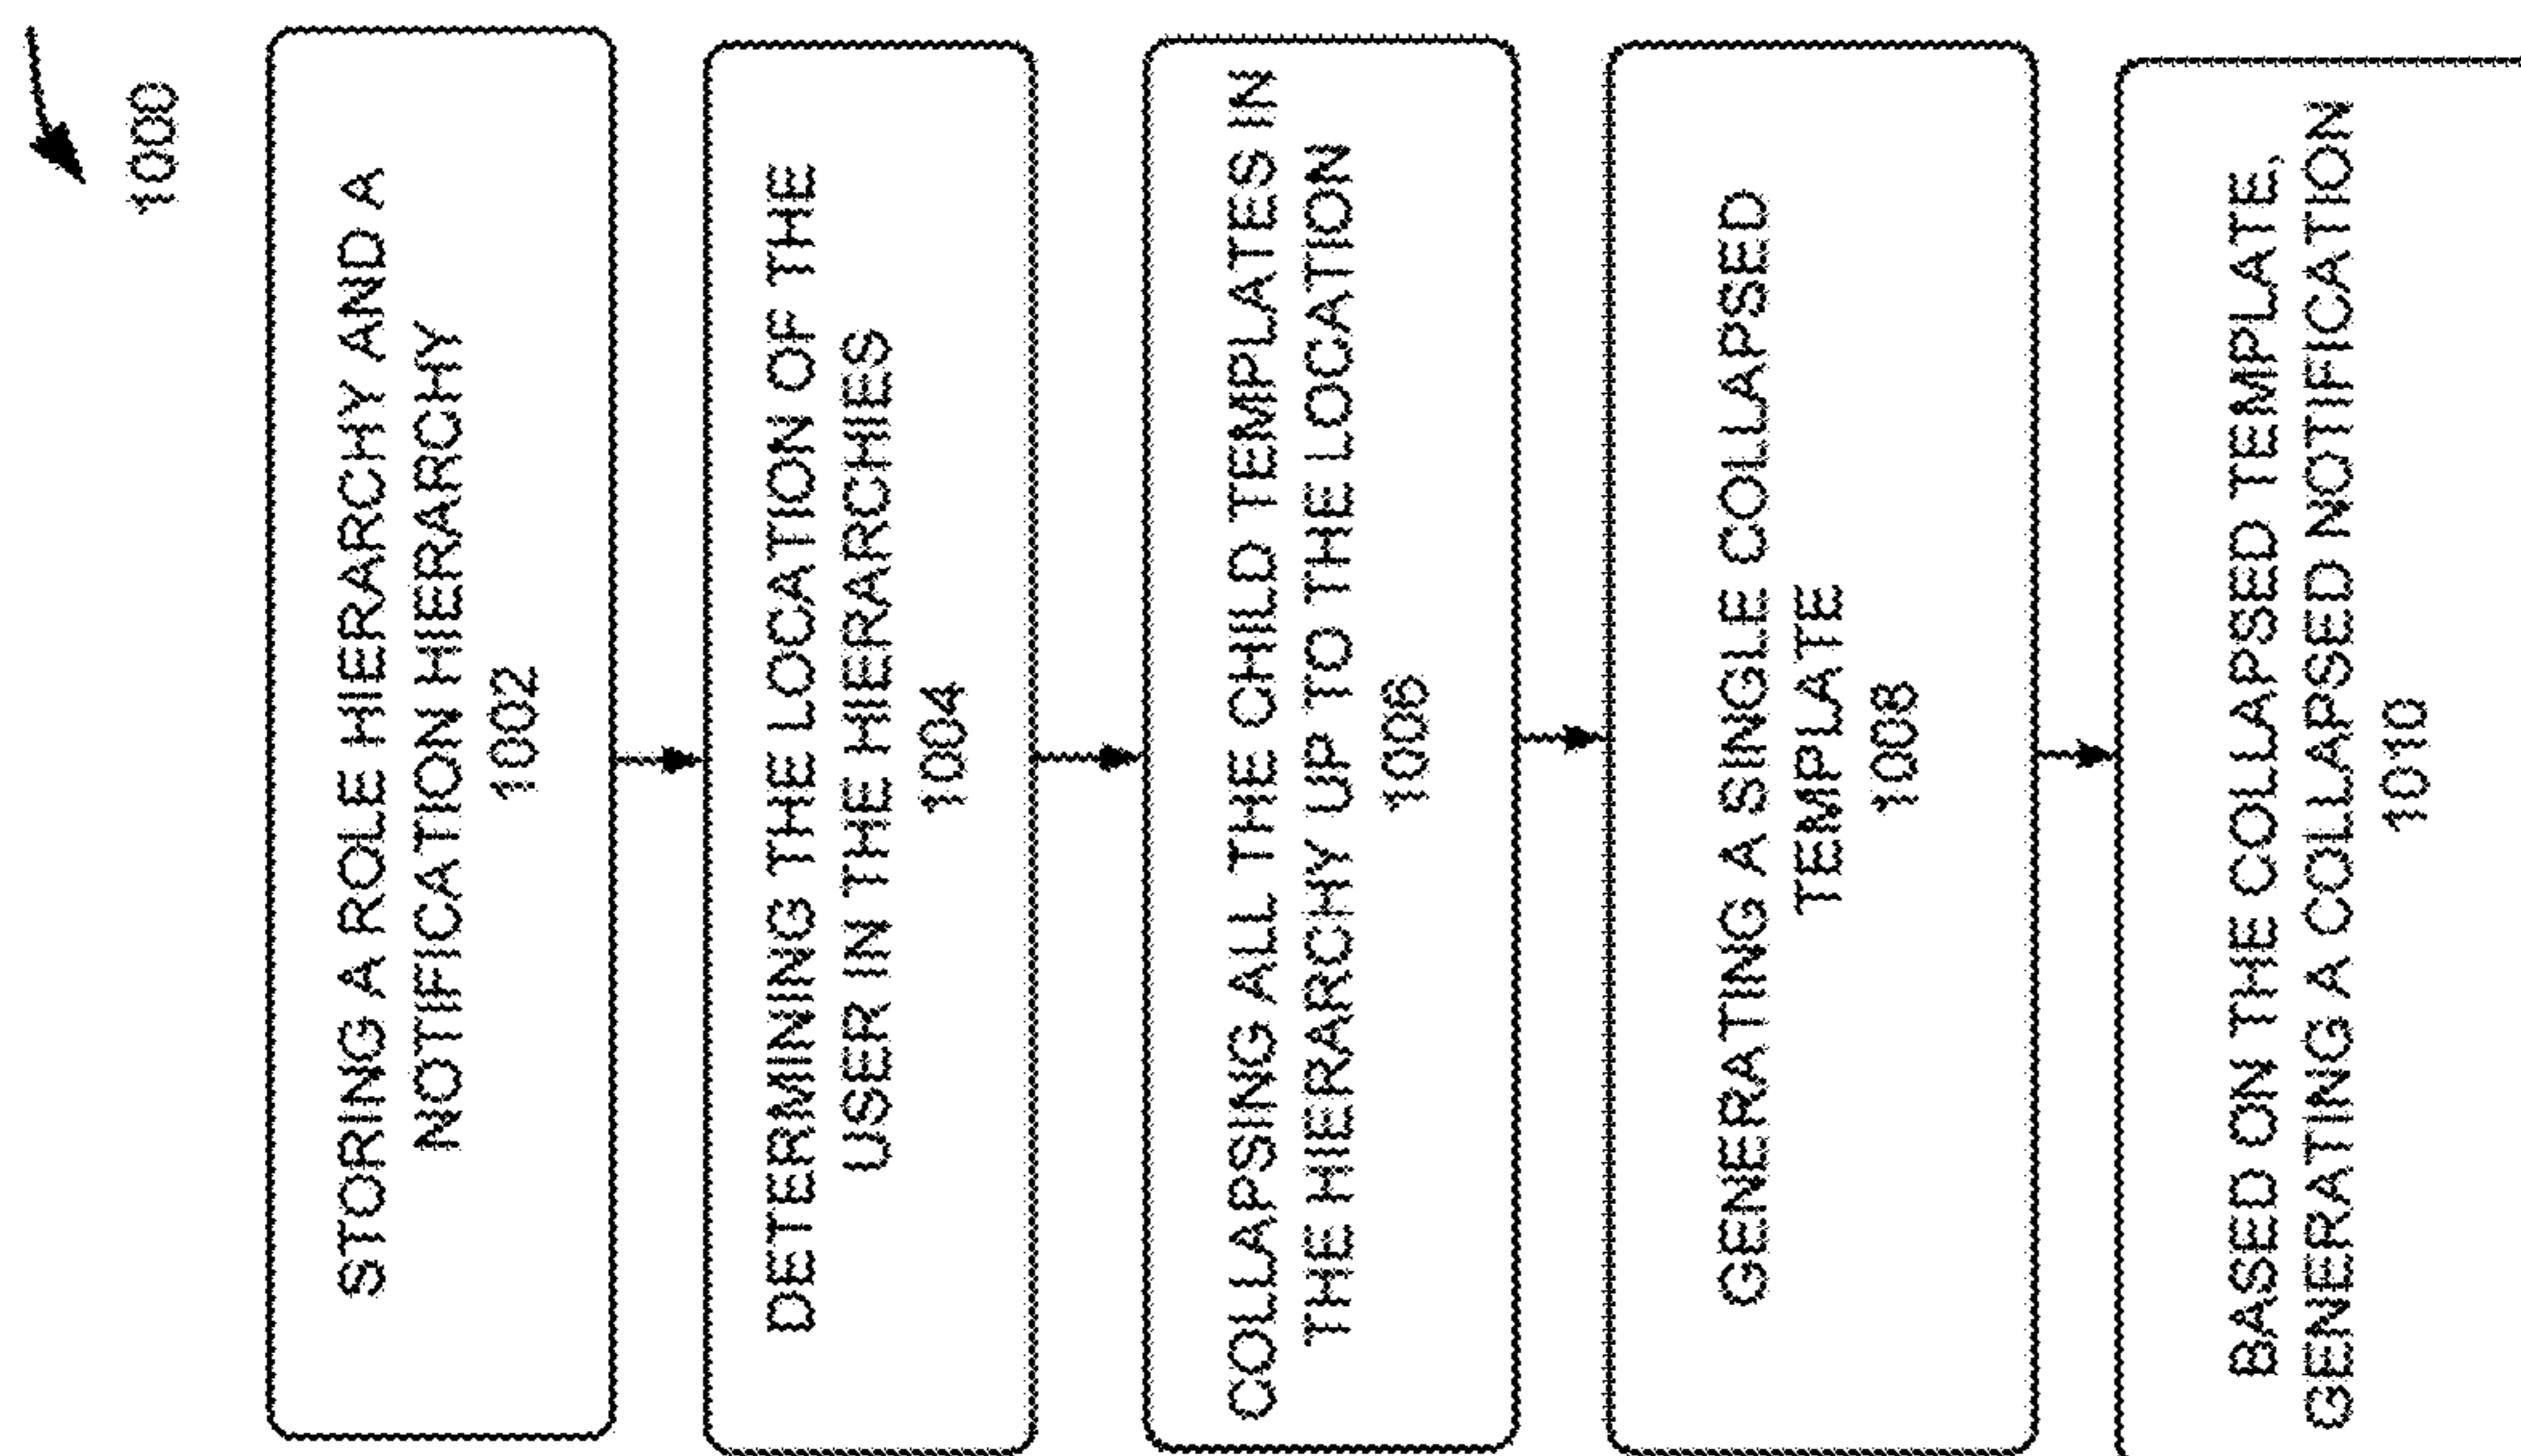 1000
STORING A ROLE HIERARCHY AND A
NOTIFICATION HIERARCHY
1002
DETERMINING THE LOCATION OF THE
USER IN THE HIERARCHIES
1004
COLLAPSING ALL THE CHILD TEMPLATES IN
THE HIERARCHY UP TO THE LOCATION
1006
GENERATING A SINGLE COLLAPSED
TEMPLATE
1008
BASED ON THE COLLAPSED TEMPLATE,
GENERATING A COLLAPSED NOTIFICATION
1010